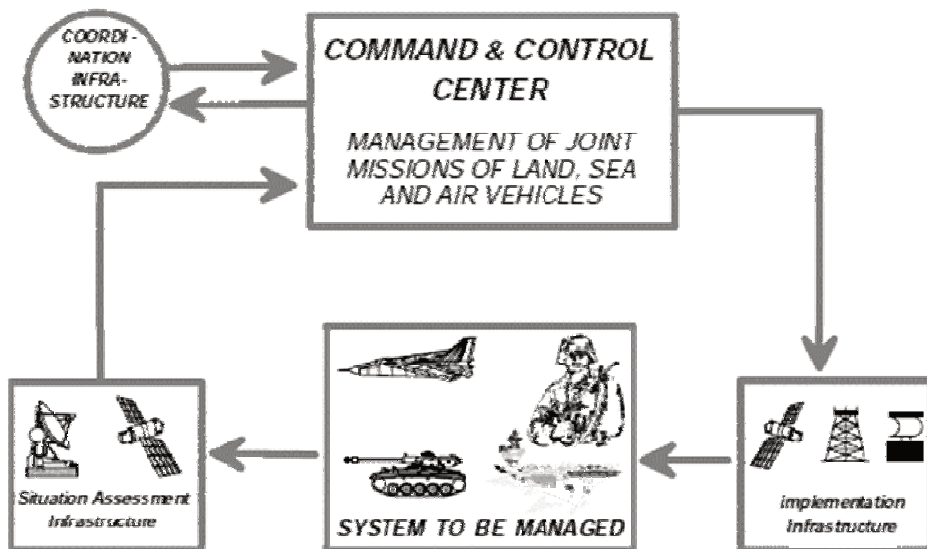 COORDI-
NATION
INFRA-
STRUCTURE
COMMAND & CONTROL
CENTER
MANAGEMENT OF JOINT
MISSIONS OF LAND, SEA
AND AIR VEHICLES
Situation Assessment
Infrastructure
SYSTEM TO BE MANAGED
implementation
Infrastructure